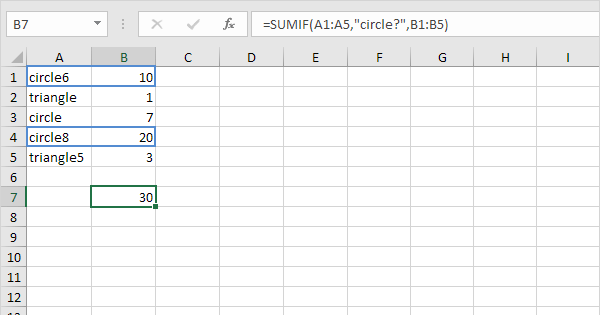 B7 fx =SUMIF(A1:A5,"circle?",B1:B5)
A B C D E F G H I
1 circle6 10
2 triangle 1
3 circle 7
4 circle8 20
5 triangle5 3
6
7 30
8
9
10
11
12
13